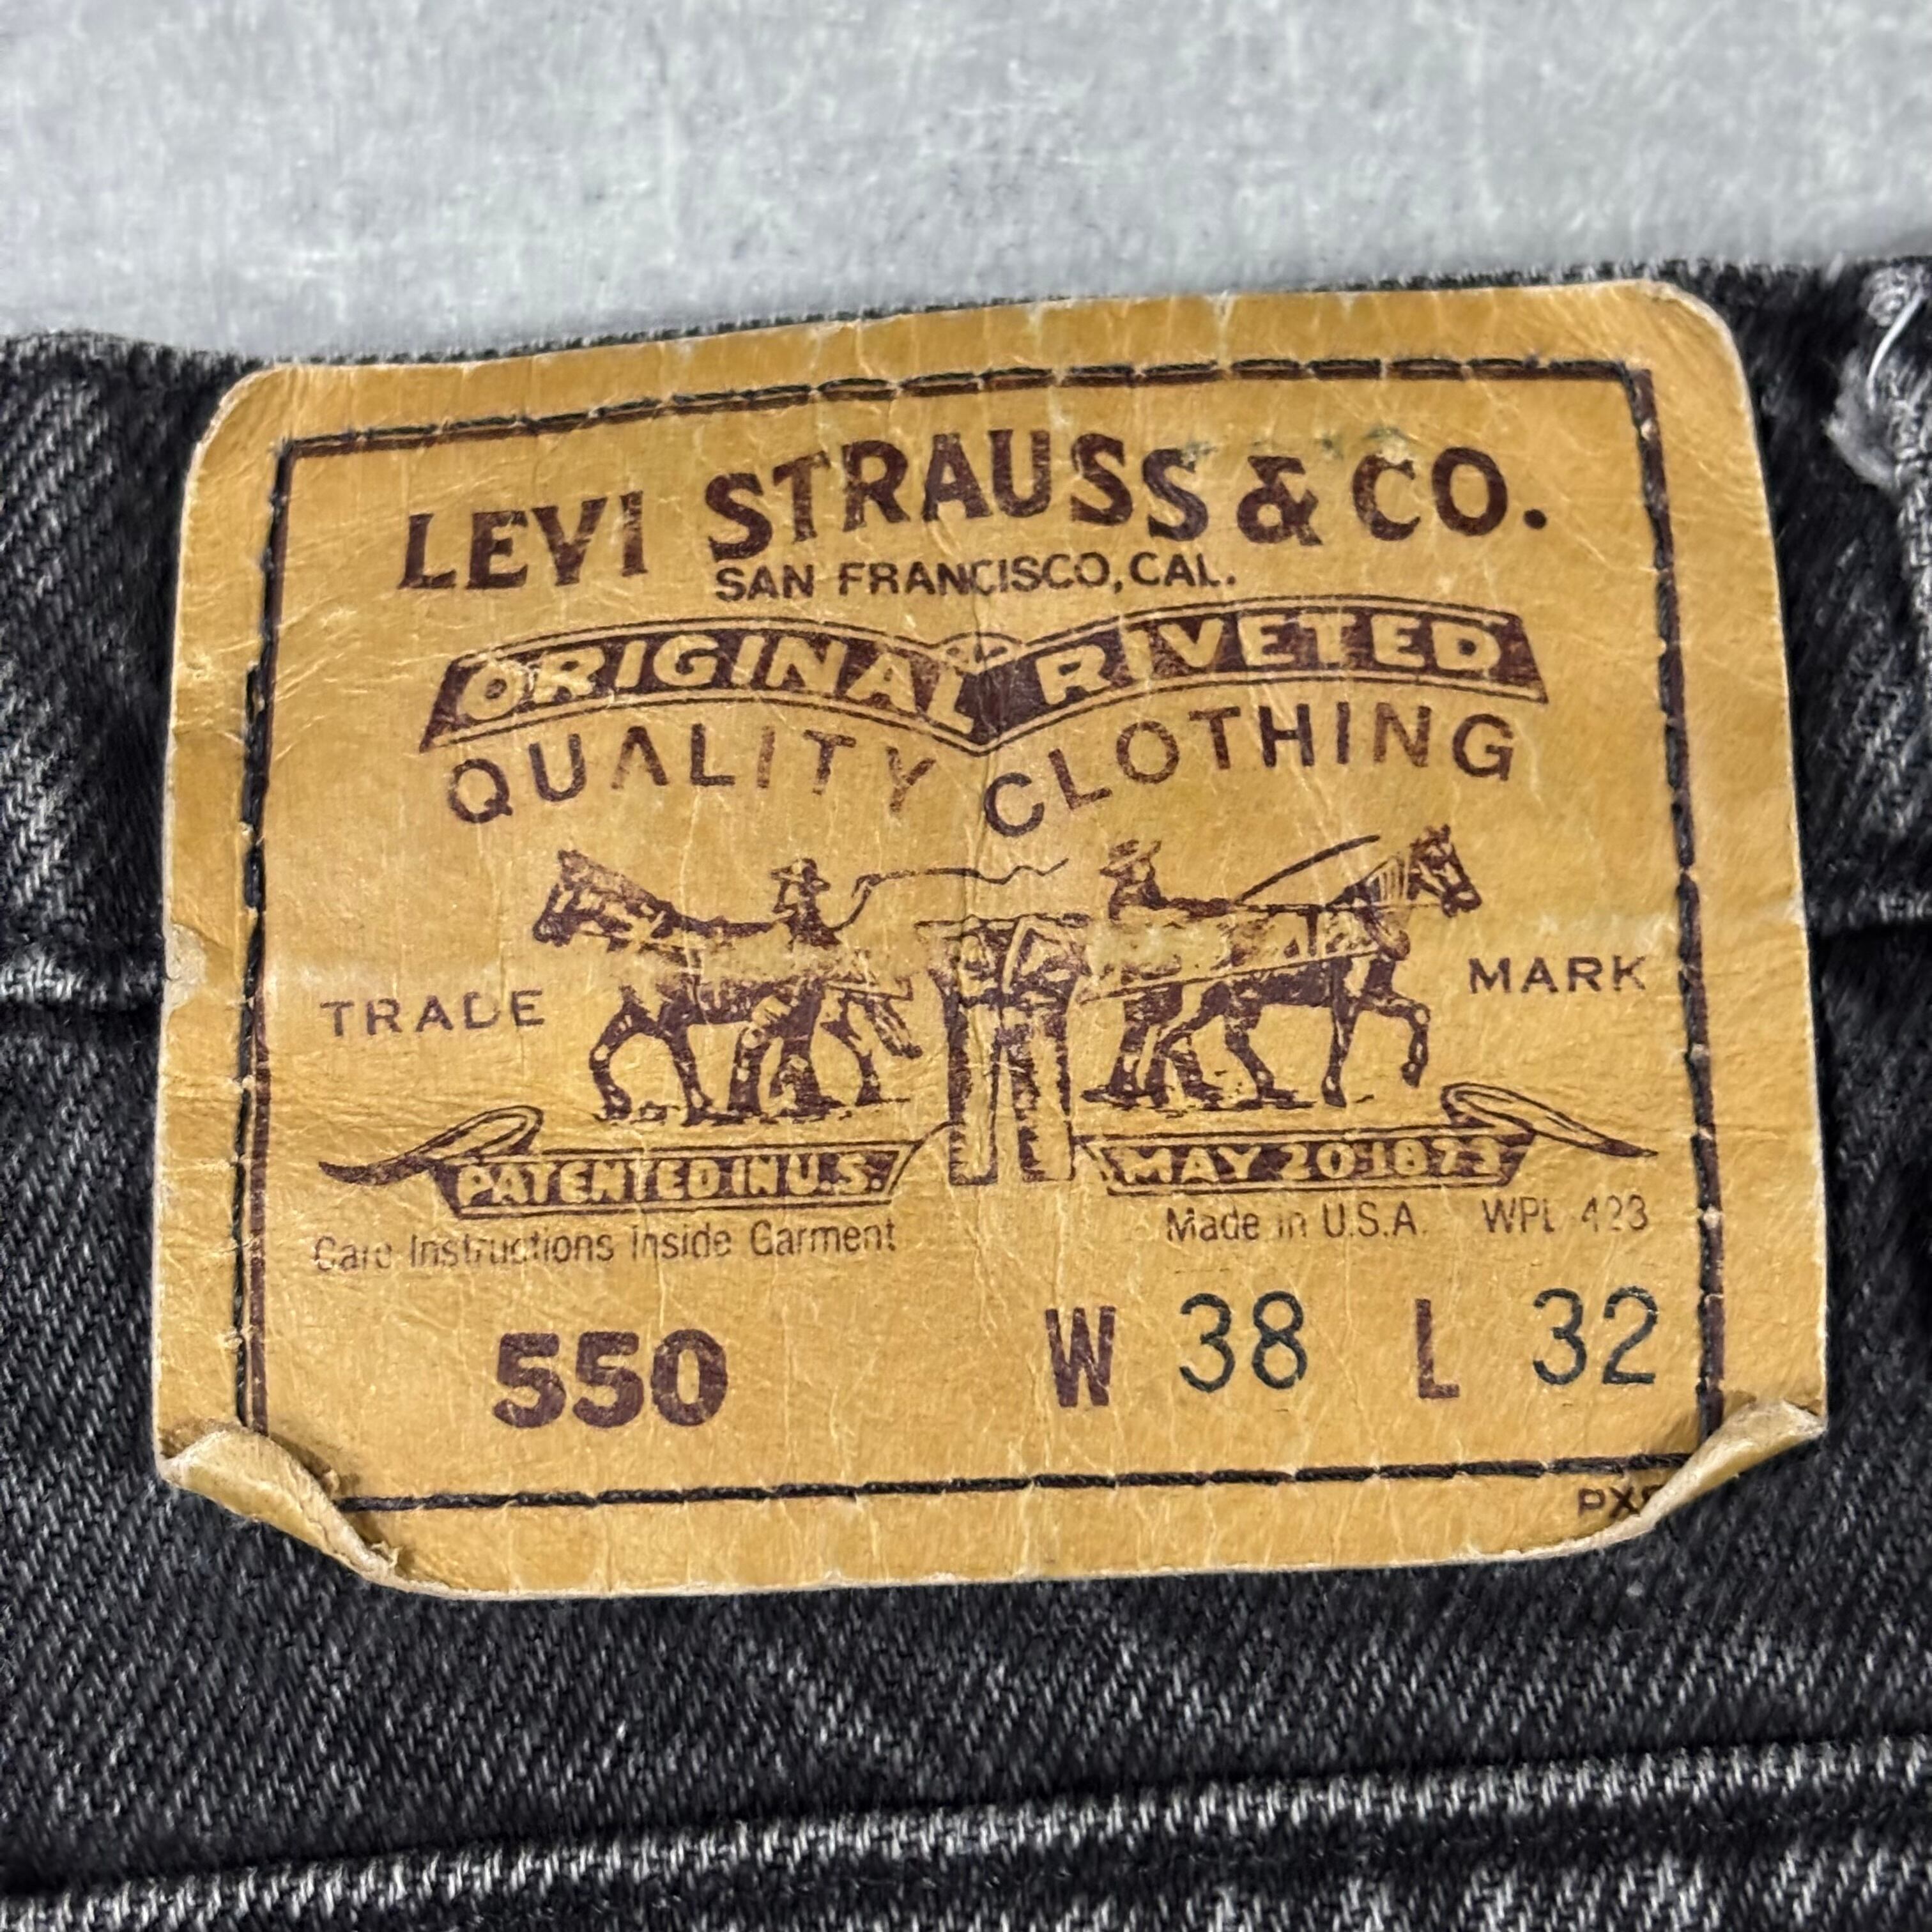 LEVI STRAUSS & CO.
SAN FRANCISCO, CAL.
ORIGINAL RIVETED
QUALITY CLOTHING
TRADE MARK
PATENTED IN U.S. MAY 20 1873
Care Instructions Inside Garment Made in U.S.A. WPL 423
550 W 38 L 32